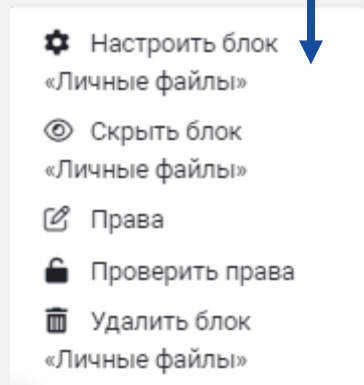 Настроить блок
«Личные файлы»
Скрыть блок
«Личные файлы»
Права
Проверить права
Удалить блок
«Личные файлы»